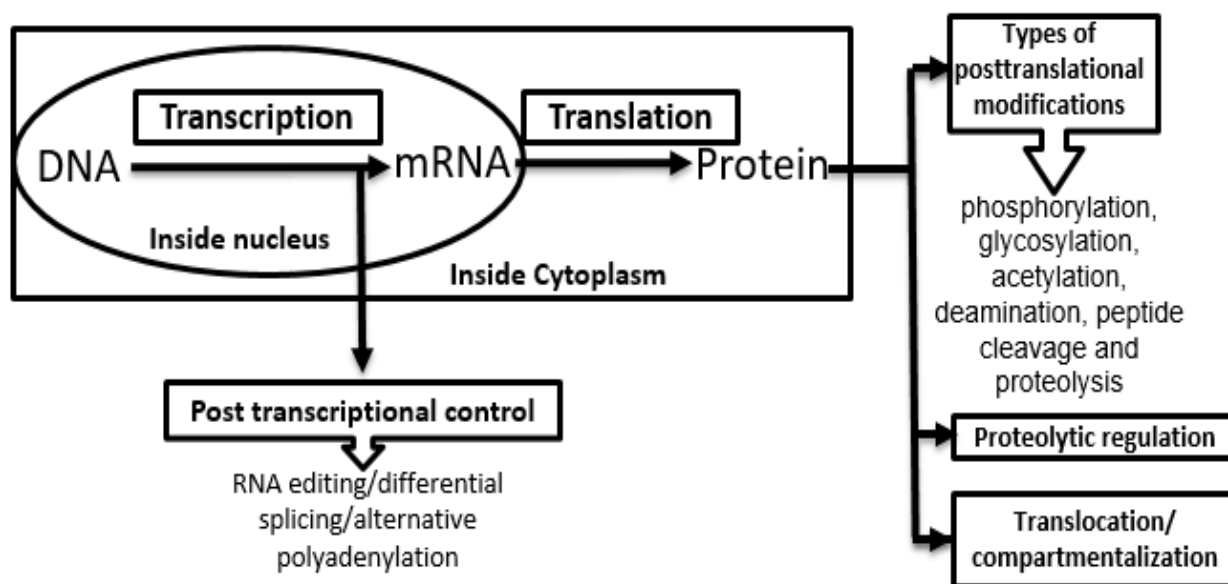 Transcription
DNA
mRNA
Inside nucleus
Translation
Protein
Inside Cytoplasm
Post transcriptional control
RNA editing/differential
splicing/alternative
polyadenylation
Types of
posttranslational
modifications
phosphorylation,
glycosylation,
acetylation,
deamination, peptide
cleavage and
proteolysis
Proteolytic regulation
Translocation/
compartmentalization